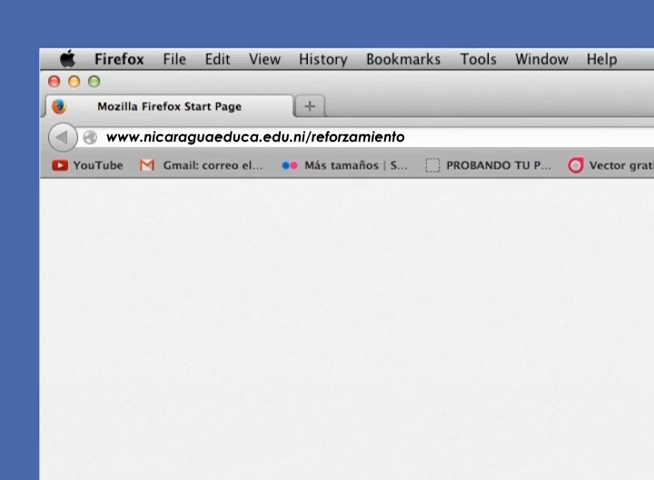 Firefox File Edit View History Bookmarks Tools Window Help
Mozilla Firefox Start Page
www.nicaraguaeduca.edu.ni/reforzamiento
YouTube Gmail: correo el... Más tamaños | S... PROBANDO TU P... Vector grati